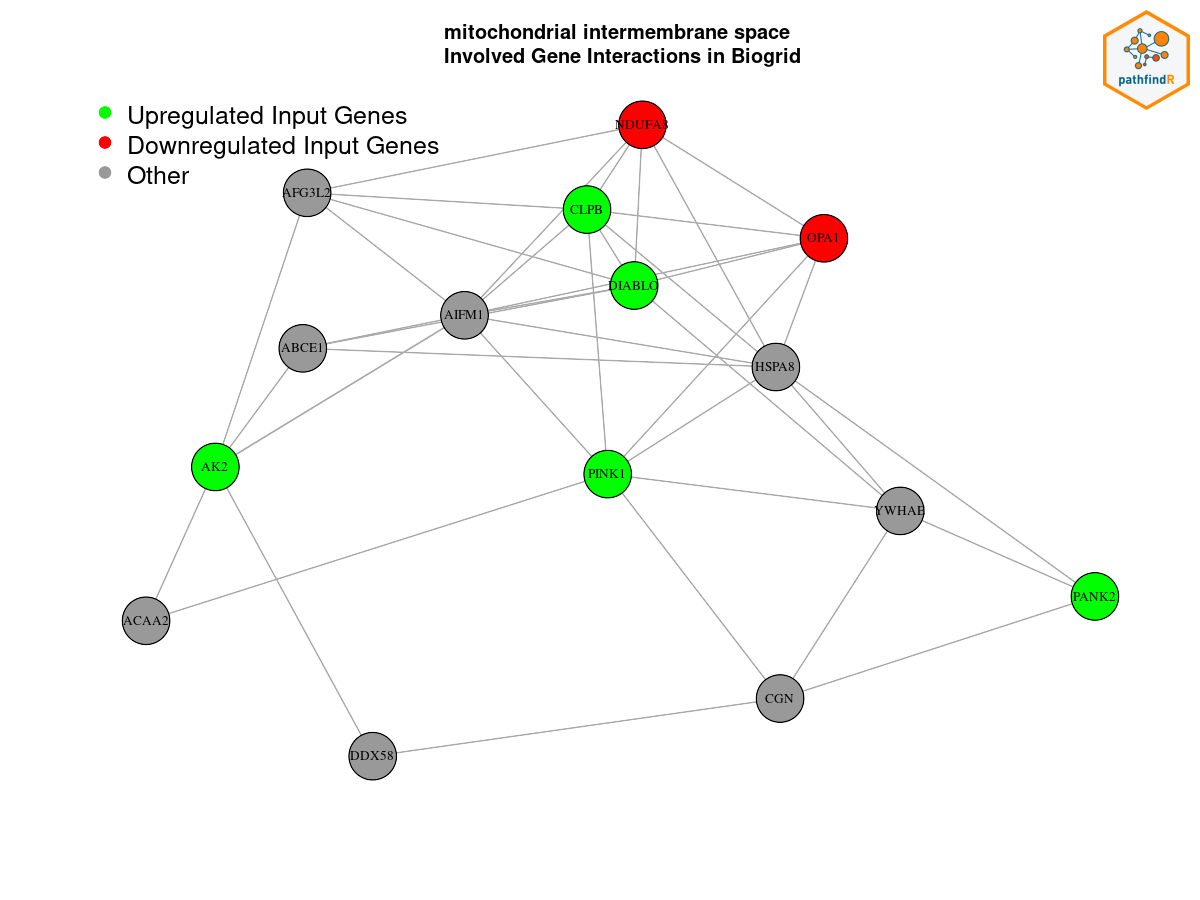 mitochondrial intermembrane space
Involved Gene Interactions in Biogrid
pathfindR
Upregulated Input Genes
Downregulated Input Genes
Other
NDUFA8
AFG3L2
CLPB
OPA1
DIABLO
AIFM1
ABCE1
HSPA8
AK2
PINK1
YWHAE
PANK2
ACAA2
CGN
DDX58